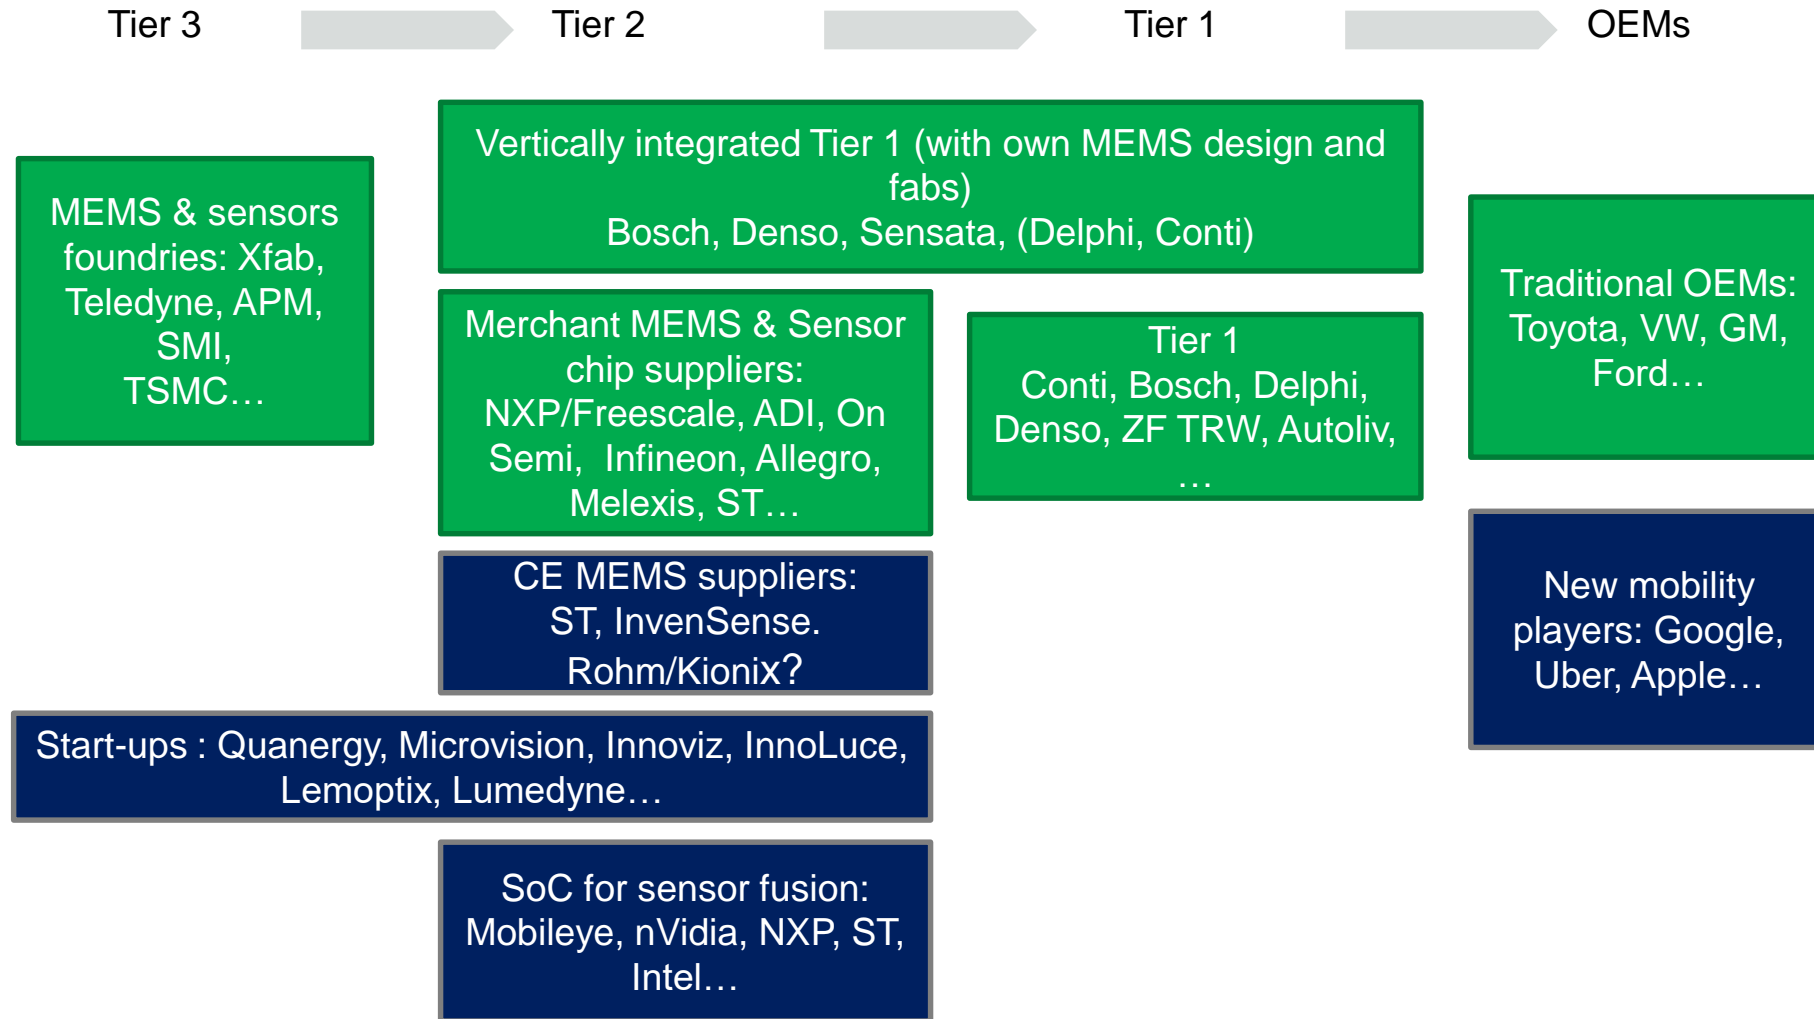 Tier 3
Tier 2
Tier 1
OEMs
Vertically integrated Tier 1 (with own MEMS design and
fabs)
Bosch, Denso, Sensata, (Delphi, Conti)
MEMS & sensors
foundries: Xfab,
Teledyne, APM,
SMI,
TSMC…
Merchant MEMS & Sensor
chip suppliers:
NXP/Freescale, ADI, On
Semi, Infineon, Allegro,
Melexis, ST…
Tier 1
Conti, Bosch, Delphi,
Denso, ZF TRW, Autoliv,
…
Traditional OEMs:
Toyota, VW, GM,
Ford…
CE MEMS suppliers:
ST, InvenSense.
Rohm/Kionix?
New mobility
players: Google,
Uber, Apple…
Start-ups : Quanergy, Microvision, Innoviz, InnoLuce,
Lemoptix, Lumedyne…
SoC for sensor fusion:
Mobileye, nVidia, NXP, ST,
Intel…